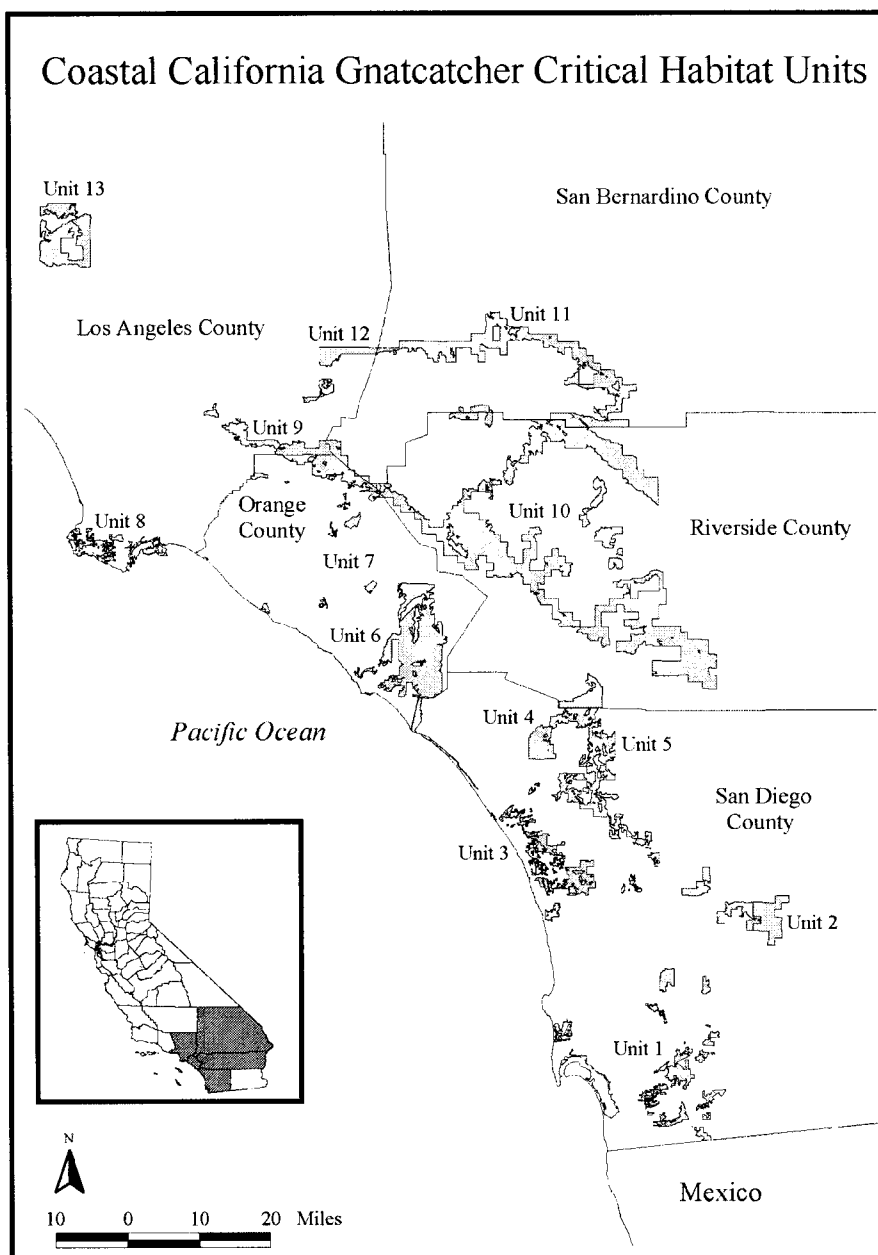 Coastal California Gnatcatcher Critical Habitat Units
Unit 13
San Bernardino County
Los Angeles County
Unit 12
Unit 11
Unit 9
Unit 8
Orange
County
Unit 10
Riverside County
Unit 7
Unit 6
Pacific Ocean
Unit 4
Unit 5
San Diego
County
Unit 3
Unit 2
Unit 1
N
Mexico
10 0 10 20 Miles